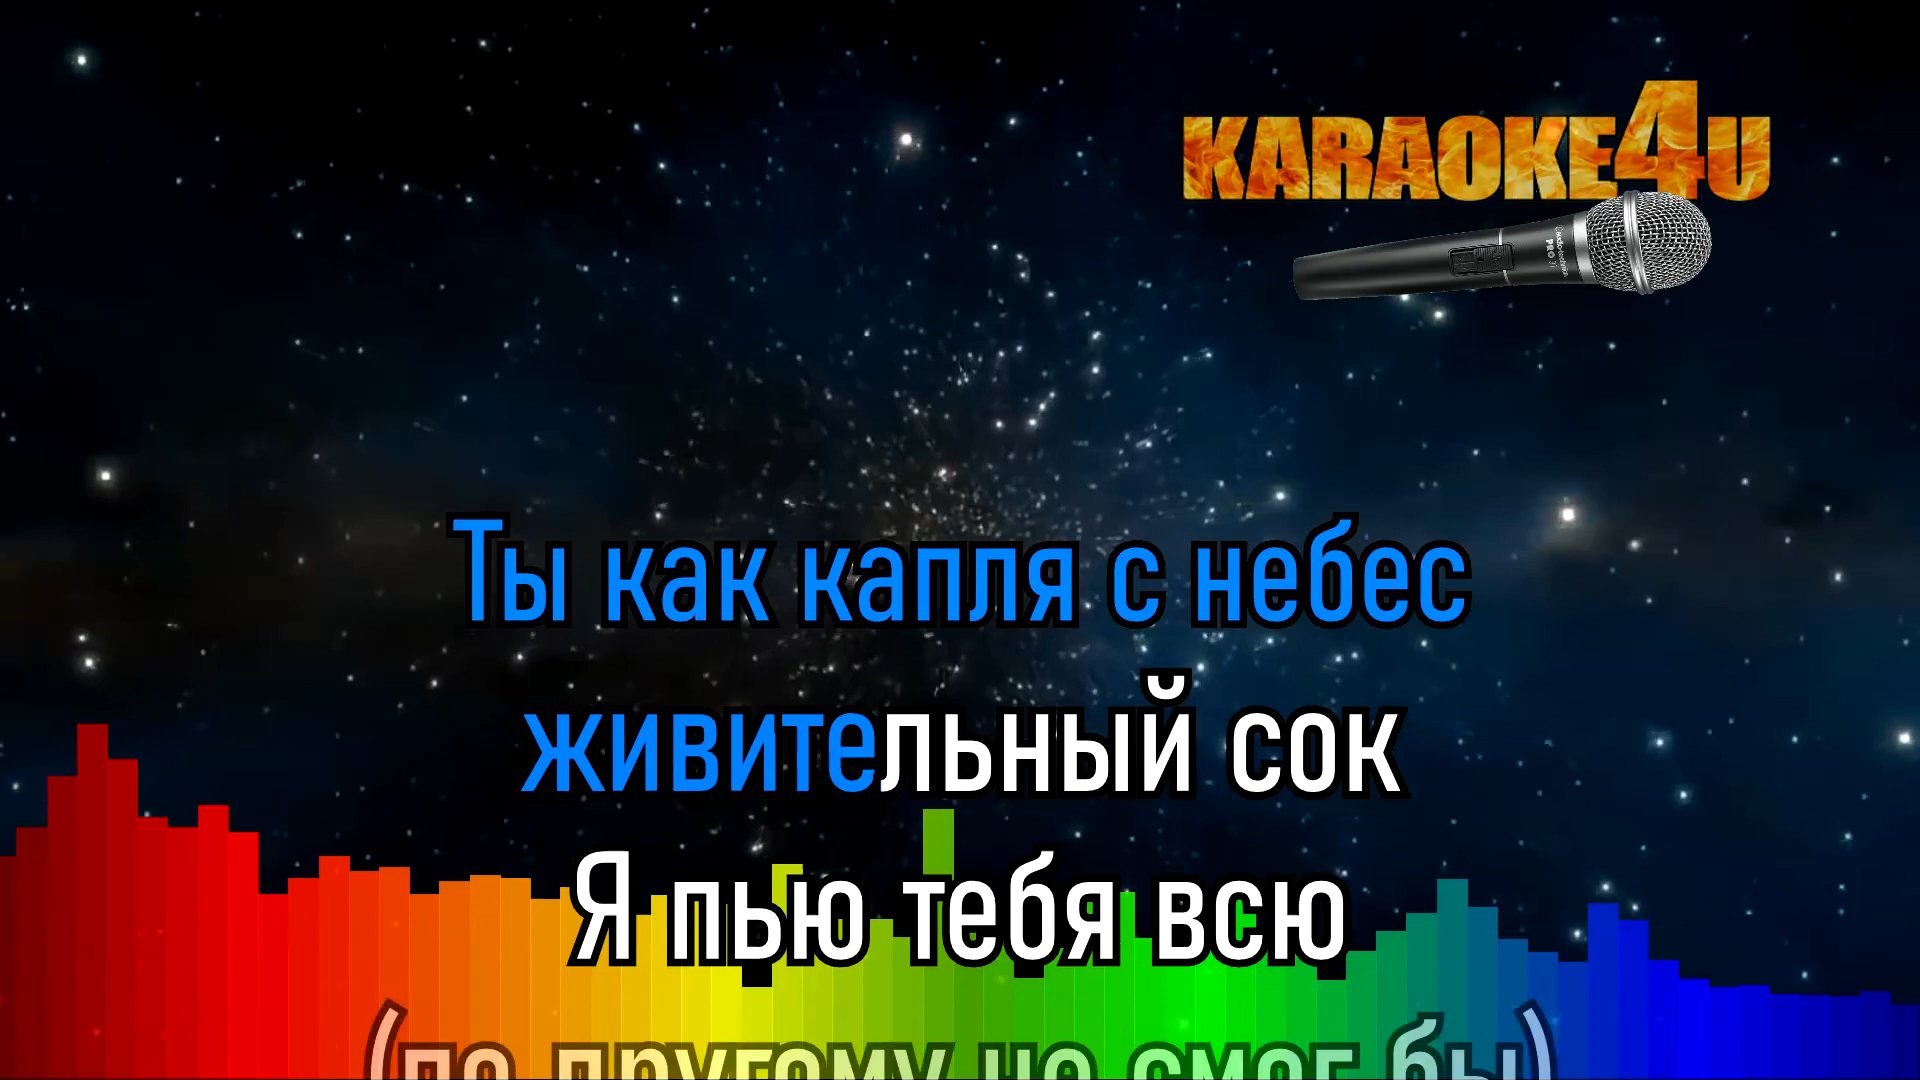 KARAOKE4U
Ты как капля с небес
живительный сок
Я пью тебя всю
(по другому не смог бы)